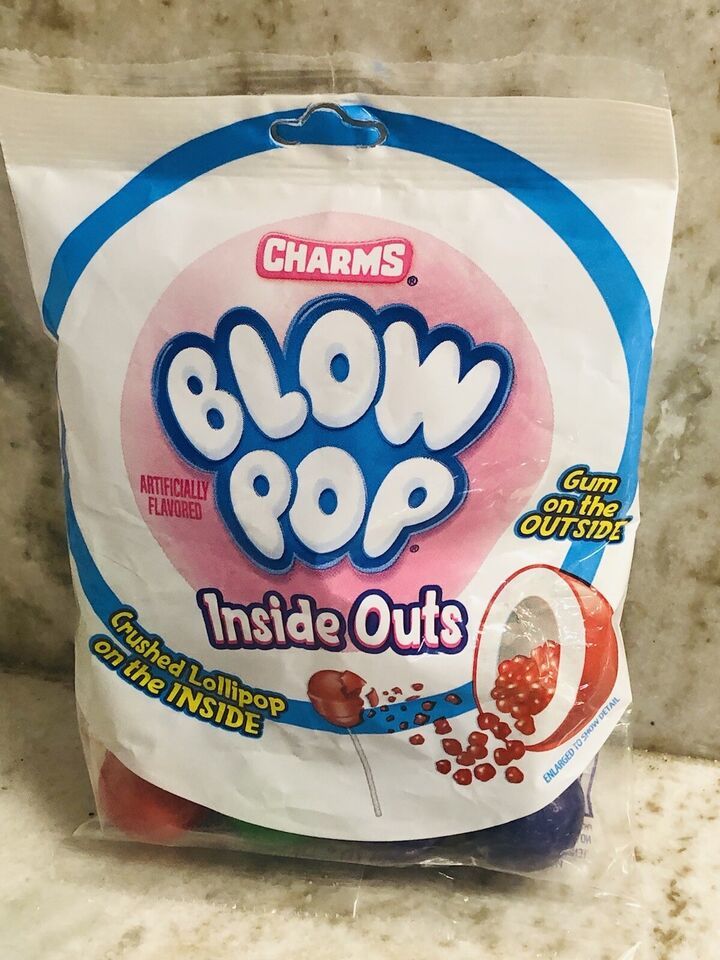 CHARMS®
BLOW
POP®
ARTIFICIALLY
FLAVORED
Inside Outs
Gum
on the
OUTSIDE
Crushed Lollipop
on the INSIDE
ENLARGED TO SHOW DETAIL